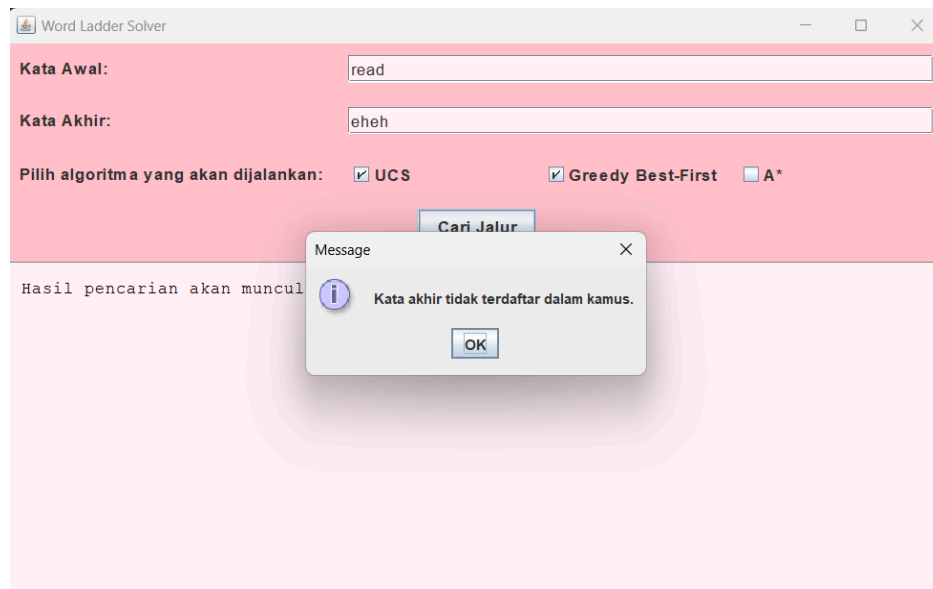 Word Ladder Solver
Kata Awal: read
Kata Akhir: eheh
Pilih algoritma yang akan dijalankan: UCS Greedy Best-First A*
Cari Jalur
Message
Hasil pencarian akan muncul
Kata akhir tidak terdaftar dalam kamus.
OK